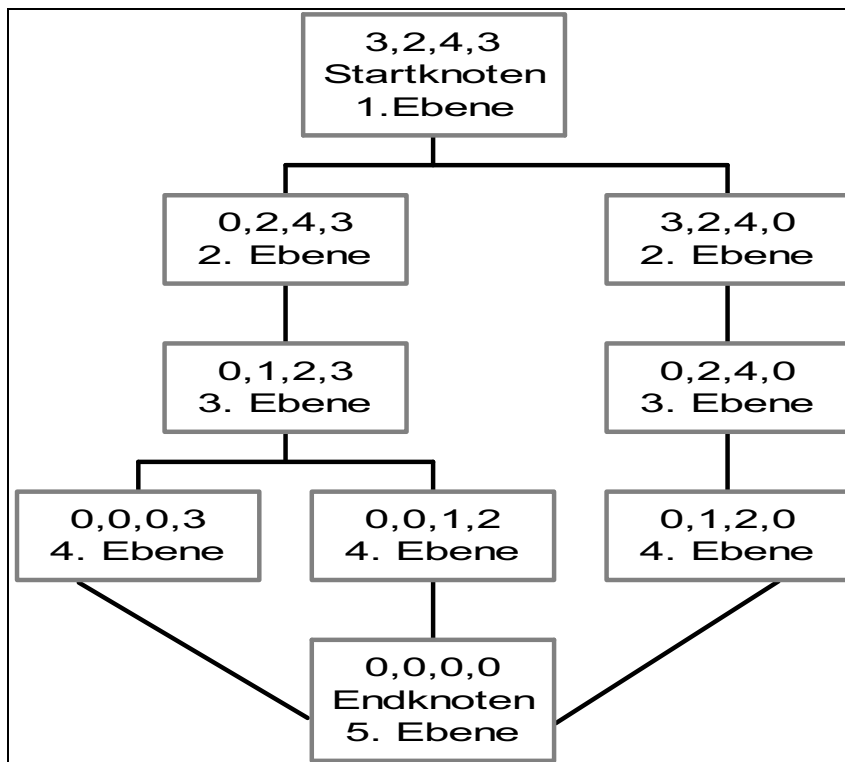 3,2,4,3
Startknoten
1.Ebene
0,2,4,3
2. Ebene
3,2,4,0
2. Ebene
0,1,2,3
3. Ebene
0,2,4,0
3. Ebene
0,0,0,3
4. Ebene
0,0,1,2
4. Ebene
0,1,2,0
4. Ebene
0,0,0,0
Endknoten
5. Ebene